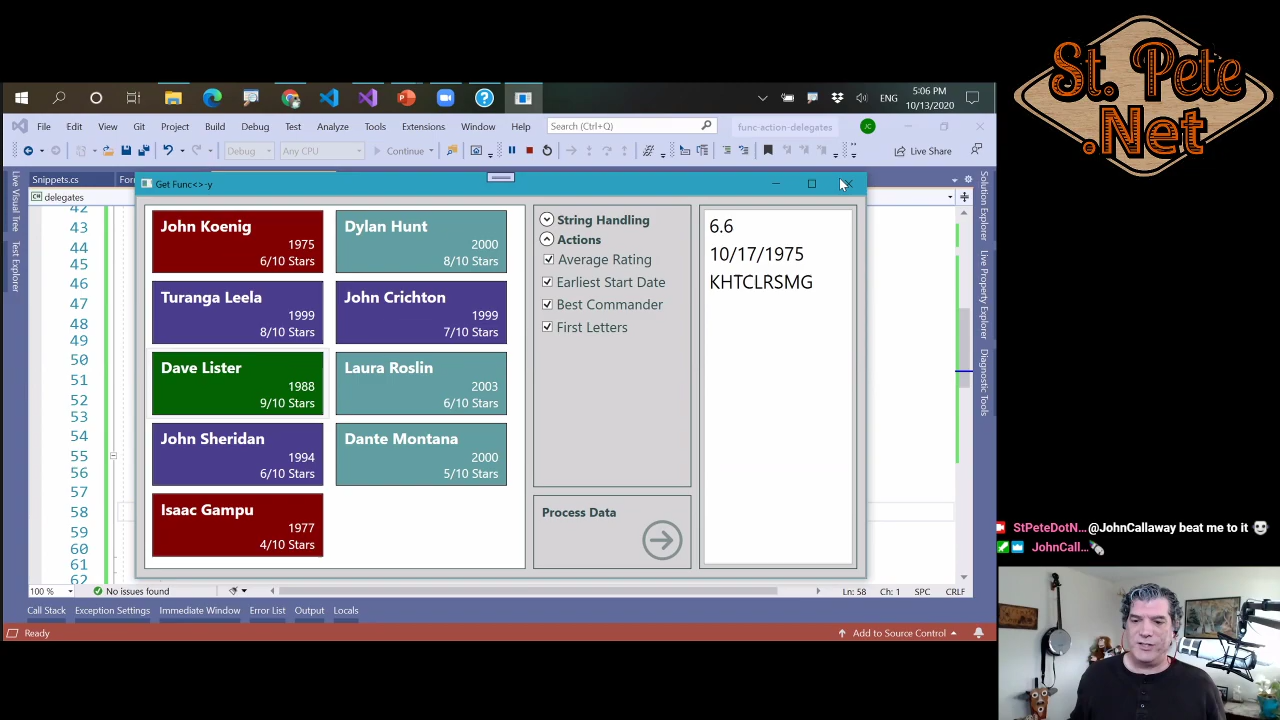 St. Pete
.Net
5:06 PM
ENG
10/13/2020
File Edit View Git Project Build Debug Test Analyze Tools Extensions Window Help Search (Ctrl+Q) func-action-delegates JC
Debug Any CPU Continue Live Share
Snippets.cs
delegates
Live Visual Tree
Test Explorer
Solution Explorer
Live Property Explorer
Diagnostic Tools
42
43
44
45
46
47
48
49
50
51
52
53
54
55
56
57
58
59
60
61
62
Get Func<>-y
John Koenig
1975
6/10 Stars
Dylan Hunt
2000
8/10 Stars
Turanga Leela
1999
8/10 Stars
John Crichton
1999
7/10 Stars
Dave Lister
1988
9/10 Stars
Laura Roslin
2003
6/10 Stars
John Sheridan
1994
6/10 Stars
Dante Montana
2000
5/10 Stars
Isaac Gampu
1977
4/10 Stars
String Handling
Actions
Average Rating
Earliest Start Date
Best Commander
First Letters
Process Data
6.6
10/17/1975
KHTCLRSMG
100 % No issues found Ln: 58 Ch: 1 SPC CRLF
Call Stack Exception Settings Immediate Window Error List Output Locals
Ready Add to Source Control
StPeteDotN... @JohnCallaway beat me to it
JohnCall...